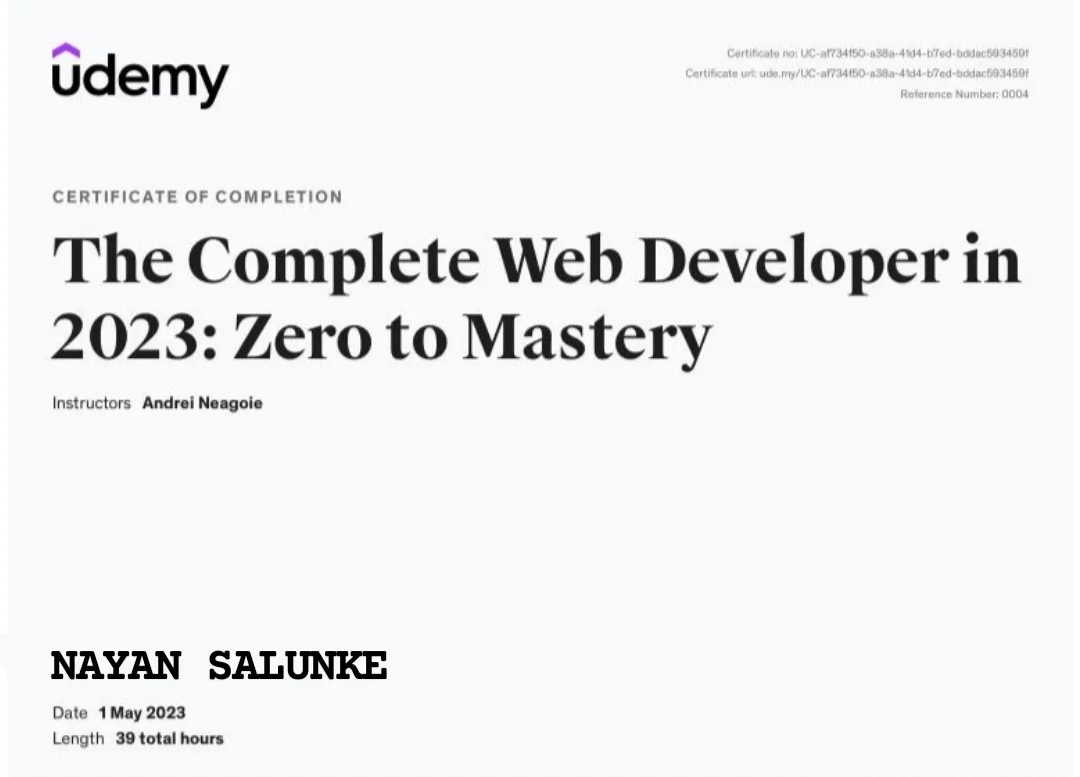 udemy
Certificate no: UC-af734f50-a38a-41d4-b7ed-bddac593459f
Certificate url: ude.my/UC-af734f50-a38a-41d4-b7ed-bddac593459f
Reference Number: 0004
CERTIFICATE OF COMPLETION
The Complete Web Developer in
2023: Zero to Mastery
Instructors Andrei Neagoie
NAYAN SALUNKE
Date 1 May 2023
Length 39 total hours